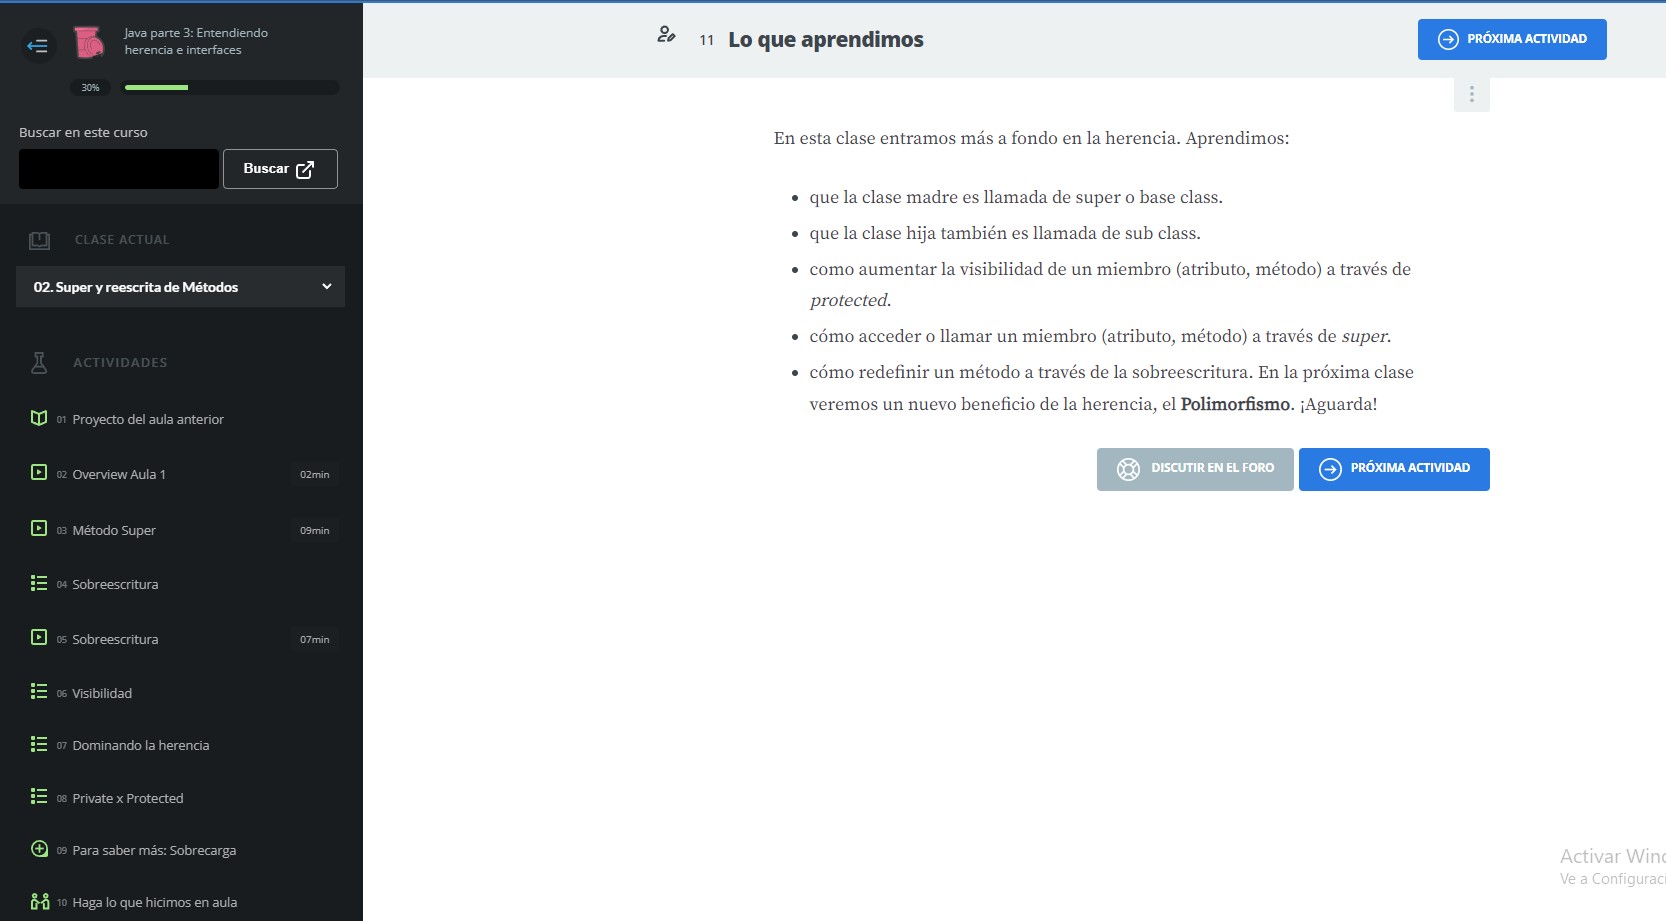 Java parte 3: Entendiendo
herencia e interfaces
30%
Buscar en este curso
Buscar
CLASE ACTUAL
02. Super y reescrita de Métodos
ACTIVIDADES
01 Proyecto del aula anterior
02 Overview Aula 1 02min
03 Método Super 09min
04 Sobreescritura
05 Sobreescritura 07min
06 Visibilidad
07 Dominando la herencia
08 Private x Protected
09 Para saber más: Sobrecarga
10 Haga lo que hicimos en aula
11 Lo que aprendimos
PRÓXIMA ACTIVIDAD
En esta clase entramos más a fondo en la herencia. Aprendimos:
• que la clase madre es llamada de super o base class.
• que la clase hija también es llamada de sub class.
• como aumentar la visibilidad de un miembro (atributo, método) a través de
protected.
• cómo acceder o llamar un miembro (atributo, método) a través de super.
• cómo redefinir un método a través de la sobreescritura. En la próxima clase
veremos un nuevo beneficio de la herencia, el Polimorfismo. ¡Aguarda!
DISCUTIR EN EL FORO
PRÓXIMA ACTIVIDAD
Activar Wind
Ve a Configuraci